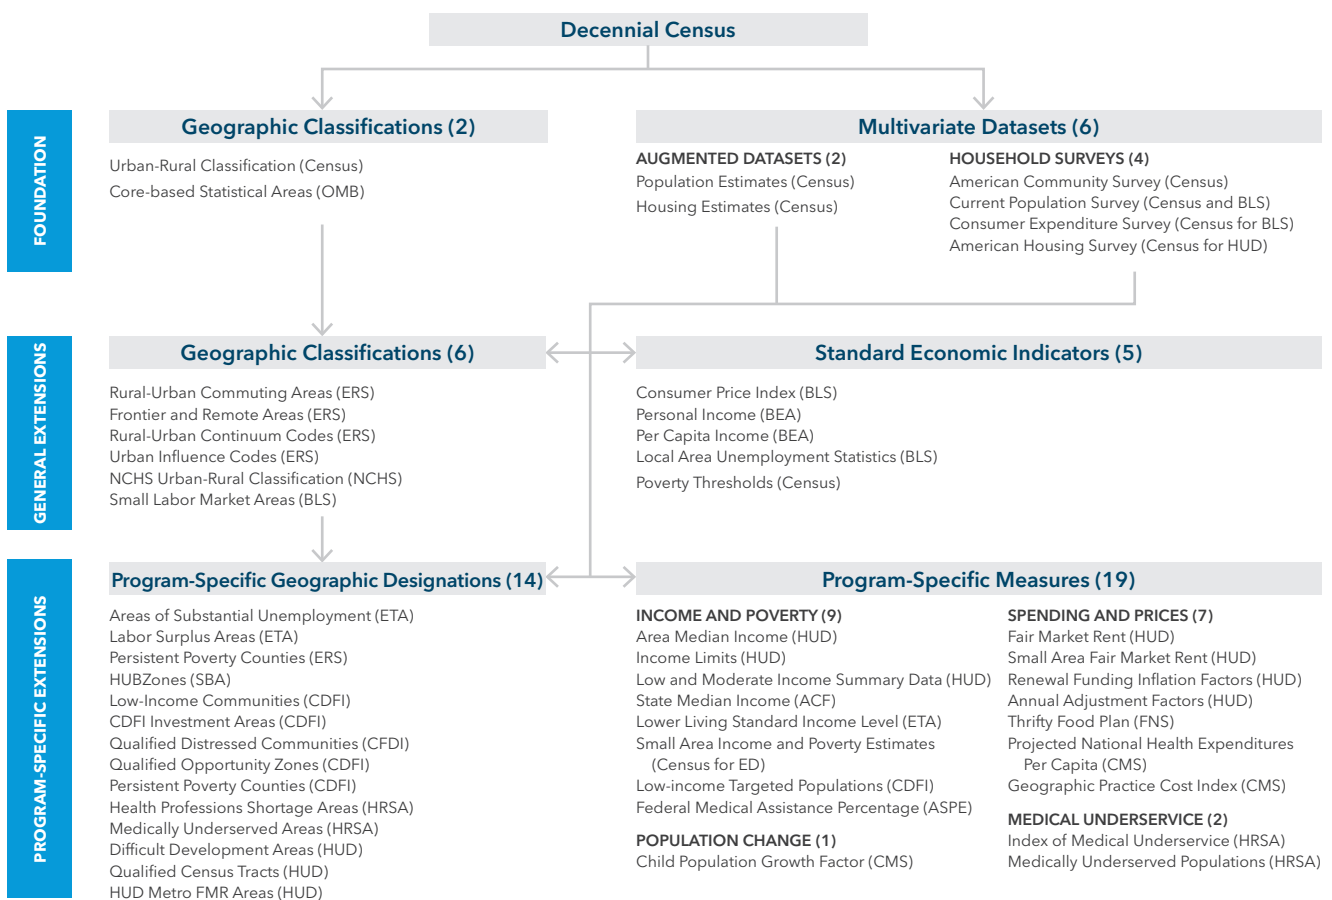 Decennial Census
FOUNDATION
Geographic Classifications (2)
Urban-Rural Classification (Census)
Core-based Statistical Areas (OMB)
Multivariate Datasets (6)
AUGMENTED DATASETS (2)
Population Estimates (Census)
Housing Estimates (Census)
HOUSEHOLD SURVEYS (4)
American Community Survey (Census)
Current Population Survey (Census and BLS)
Consumer Expenditure Survey (Census for BLS)
American Housing Survey (Census for HUD)
GENERAL EXTENSIONS
Geographic Classifications (6)
Rural-Urban Commuting Areas (ERS)
Frontier and Remote Areas (ERS)
Rural-Urban Continuum Codes (ERS)
Urban Influence Codes (ERS)
NCHS Urban-Rural Classification (NCHS)
Small Labor Market Areas (BLS)
Standard Economic Indicators (5)
Consumer Price Index (BLS)
Personal Income (BEA)
Per Capita Income (BEA)
Local Area Unemployment Statistics (BLS)
Poverty Thresholds (Census)
PROGRAM-SPECIFIC EXTENSIONS
Program-Specific Geographic Designations (14)
Areas of Substantial Unemployment (ETA)
Labor Surplus Areas (ETA)
Persistent Poverty Counties (ERS)
HUBZones (SBA)
Low-Income Communities (CDFI)
CDFI Investment Areas (CDFI)
Qualified Distressed Communities (CFDI)
Qualified Opportunity Zones (CDFI)
Persistent Poverty Counties (CDFI)
Health Professions Shortage Areas (HRSA)
Medically Underserved Areas (HRSA)
Difficult Development Areas (HUD)
Qualified Census Tracts (HUD)
HUD Metro FMR Areas (HUD)
Program-Specific Measures (19)
INCOME AND POVERTY (9)
Area Median Income (HUD)
Income Limits (HUD)
Low and Moderate Income Summary Data (HUD)
State Median Income (ACF)
Lower Living Standard Income Level (ETA)
Small Area Income and Poverty Estimates
(Census for ED)
Low-income Targeted Populations (CDFI)
Federal Medical Assistance Percentage (ASPE)
POPULATION CHANGE (1)
Child Population Growth Factor (CMS)
SPENDING AND PRICES (7)
Fair Market Rent (HUD)
Small Area Fair Market Rent (HUD)
Renewal Funding Inflation Factors (HUD)
Annual Adjustment Factors (HUD)
Thrifty Food Plan (FNS)
Projected National Health Expenditures
Per Capita (CMS)
Geographic Practice Cost Index (CMS)
MEDICAL UNDERSERVICE (2)
Index of Medical Underservice (HRSA)
Medically Underserved Populations (HRSA)